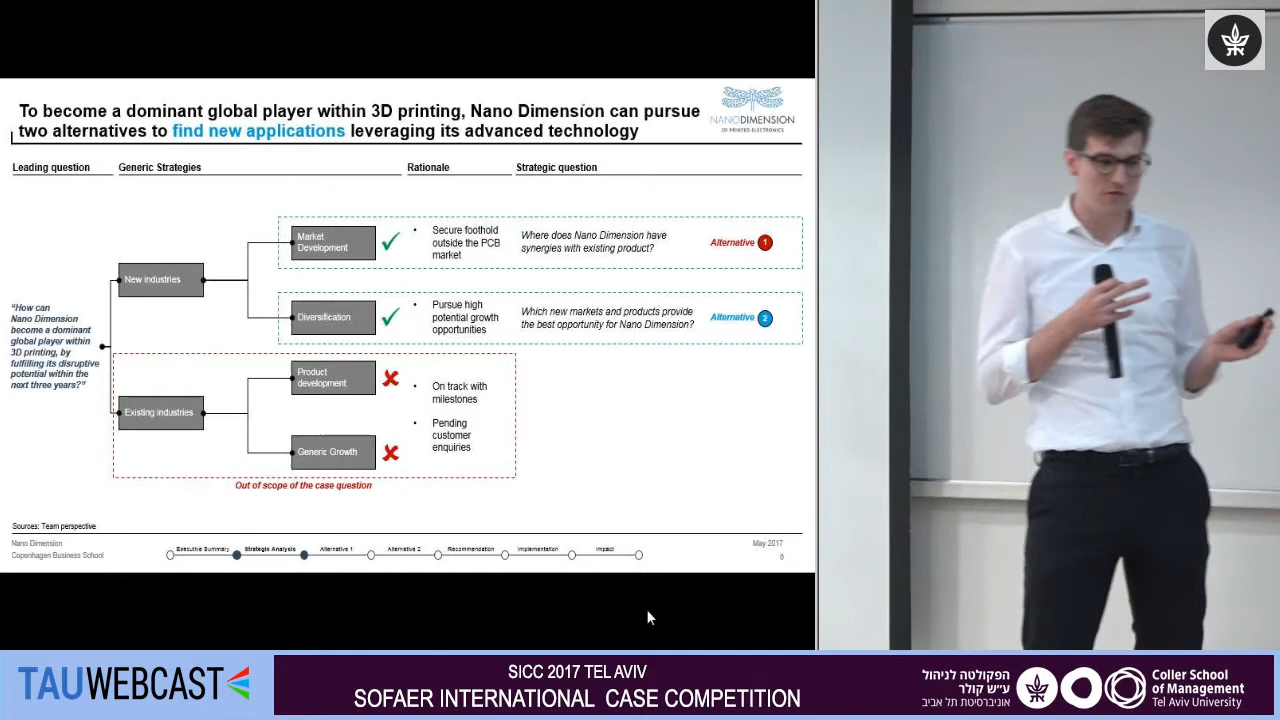 To become a dominant global player within 3D printing, Nano Dimension can pursue
two alternatives to find new applications leveraging its advanced technology
NANODIMENSION
2D PRINTED ELECTRONICS
Leading question
Generic Strategies
Rationale
Strategic question
"How can
Nano Dimension
become a dominant
global player within
3D printing, by
fulfilling its disruptive
potential within the
next three years?"
New industries
Market
Development
• Secure foothold
outside the PCB
market
Where does Nano Dimension have
synergies with existing product?
Alternative 1
Diversification
• Pursue high
potential growth
opportunities
Which new markets and products provide
the best opportunity for Nano Dimension?
Alternative 2
Existing industries
Product
development
• On track with
milestones
• Pending
customer
enquiries
Generic Growth
Out of scope of the case question
Sources: Team perspective
Nano Dimension
Copenhagen Business School
Executive Summary
Strategic Analysis
Alternative 1
Alternative 2
Recommendation
Implementation
Impact
May 2017
6
TAUWEBCAST
SICC 2017 TEL AVIV
SOFAER INTERNATIONAL CASE COMPETITION
הפקולטה לניהול
ע"ש קולר
אוניברסיטת תל אביב
Coller School
of Management
Tel Aviv University